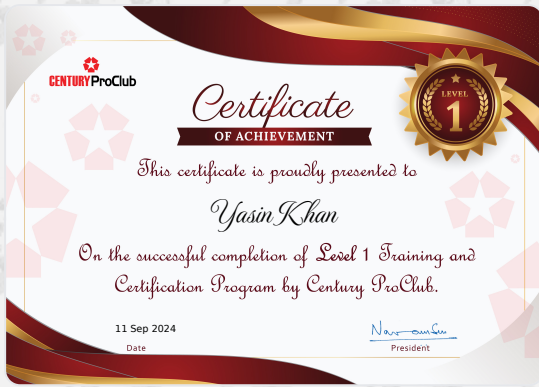 CENTURY ProClub
Certificate
OF ACHIEVEMENT
LEVEL
1
This certificate is proudly presented to
Yasin Khan
On the successful completion of Level 1 Training and
Certification Program by Century ProClub.
11 Sep 2024
Date
President